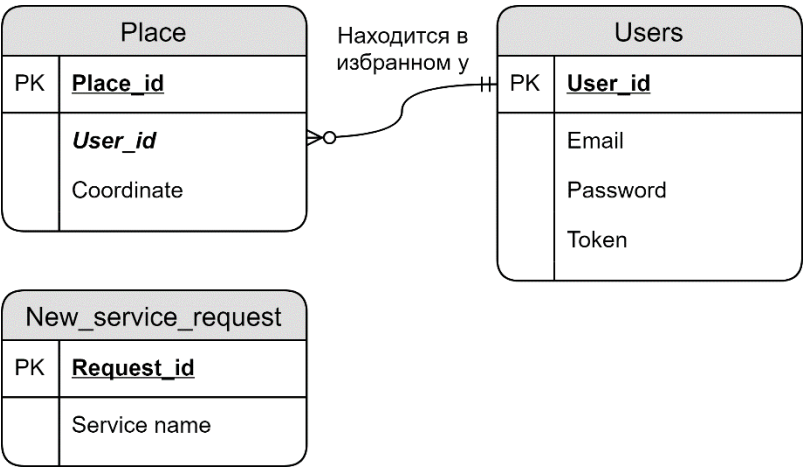 Place
PK Place_id
User_id
Coordinate
Находится в
избранном у
Users
PK User_id
Email
Password
Token
New_service_request
PK Request_id
Service name